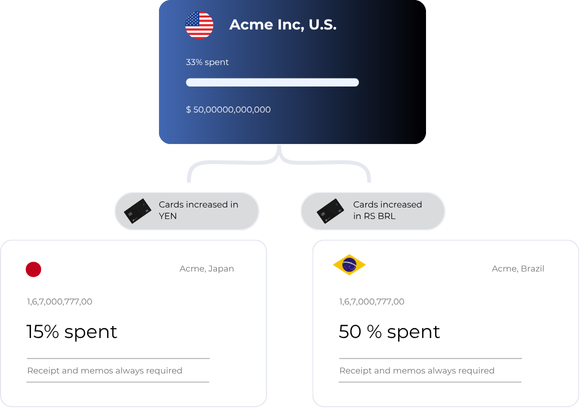 Acme Inc, U.S.
33% spent
$ 50,00000,000,000
Cards increased in
YEN
Cards increased
in RS BRL
Acme, Japan
1,6,7,000,777,00
15% spent
Receipt and memos always required
Acme, Brazil
1,6,7,000,777,00
50 % spent
Receipt and memos always required